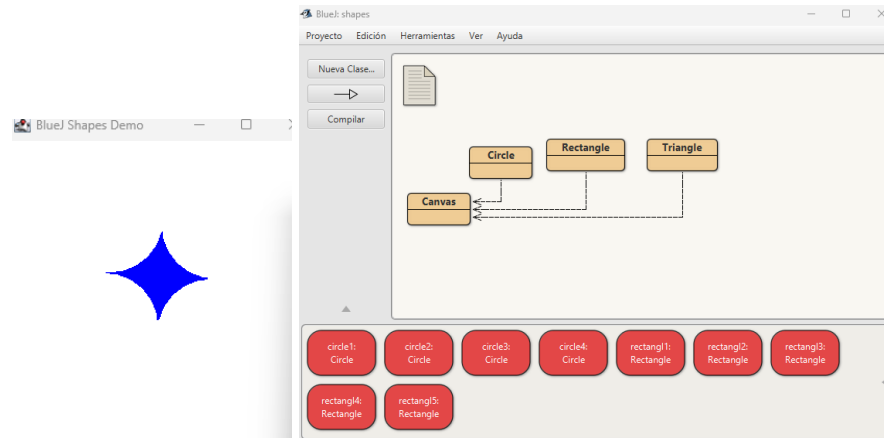 BlueJ: shapes
Proyecto Edición Herramientas Ver Ayuda
Nueva Clase...
Compilar
Circle
Rectangle
Triangle
Canvas
BlueJ Shapes Demo
circle1:
Circle
circle2:
Circle
circle3:
Circle
circle4:
Circle
rectangl1:
Rectangle
rectangl2:
Rectangle
rectangl3:
Rectangle
rectangl4:
Rectangle
rectangl5:
Rectangle